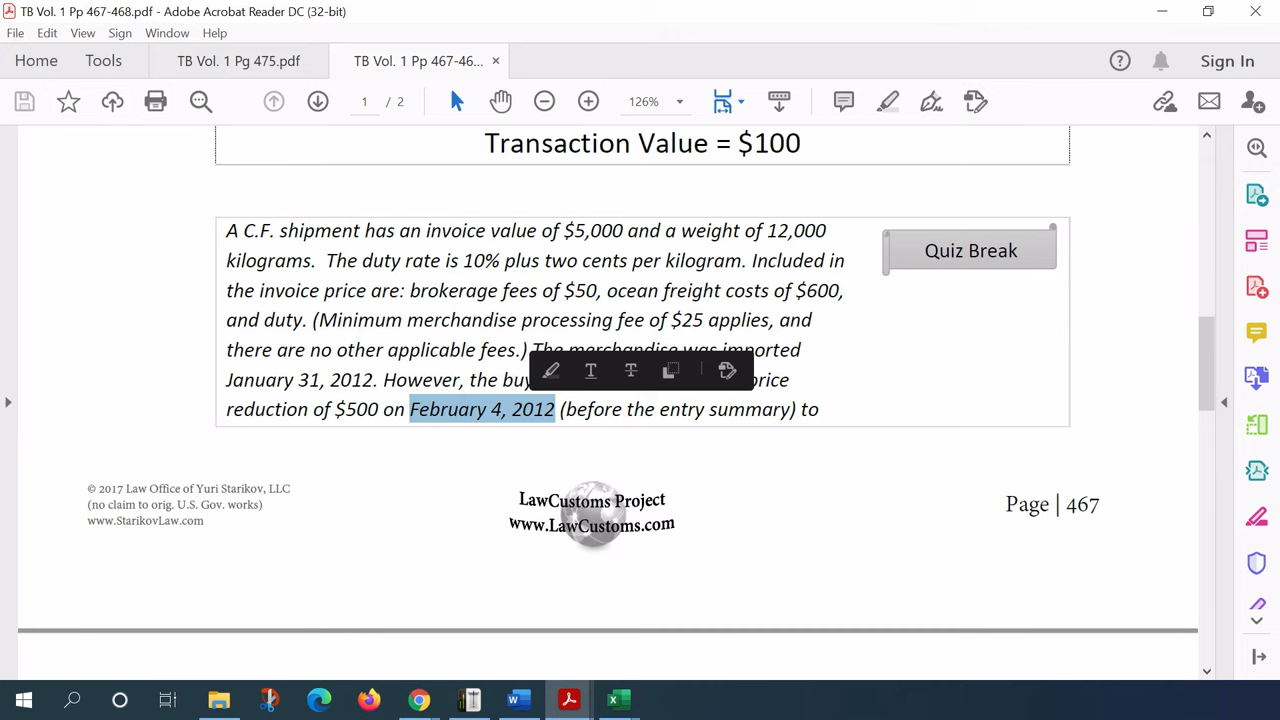 TB Vol. 1 Pp 467-468.pdf - Adobe Acrobat Reader DC (32-bit)
File Edit View Sign Window Help
Home Tools TB Vol. 1 Pg 475.pdf TB Vol. 1 Pp 467-46... × Sign In
1 / 2 126%
Transaction Value = $100
A C.F. shipment has an invoice value of $5,000 and a weight of 12,000
kilograms. The duty rate is 10% plus two cents per kilogram. Included in
the invoice price are: brokerage fees of $50, ocean freight costs of $600,
and duty. (Minimum merchandise processing fee of $25 applies, and
there are no other applicable fees.) The merchandise was imported
January 31, 2012. However, the buy price
reduction of $500 on February 4, 2012 (before the entry summary) to
Quiz Break
© 2017 Law Office of Yuri Starikov, LLC
(no claim to orig. U.S. Gov. works)
www.StarikovLaw.com
LawCustoms Project
www.LawCustoms.com
Page | 467